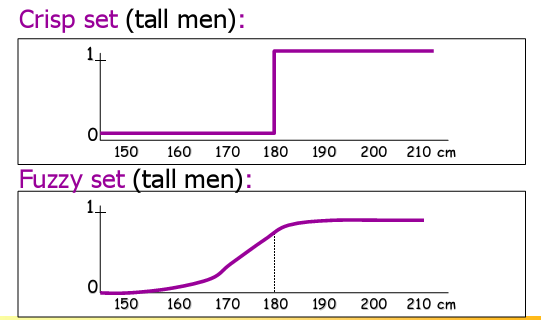 Crisp set (tall men):
1
0
150 160 170 180 190 200 210 cm
Fuzzy set (tall men):
1
0
150 160 170 180 190 200 210 cm